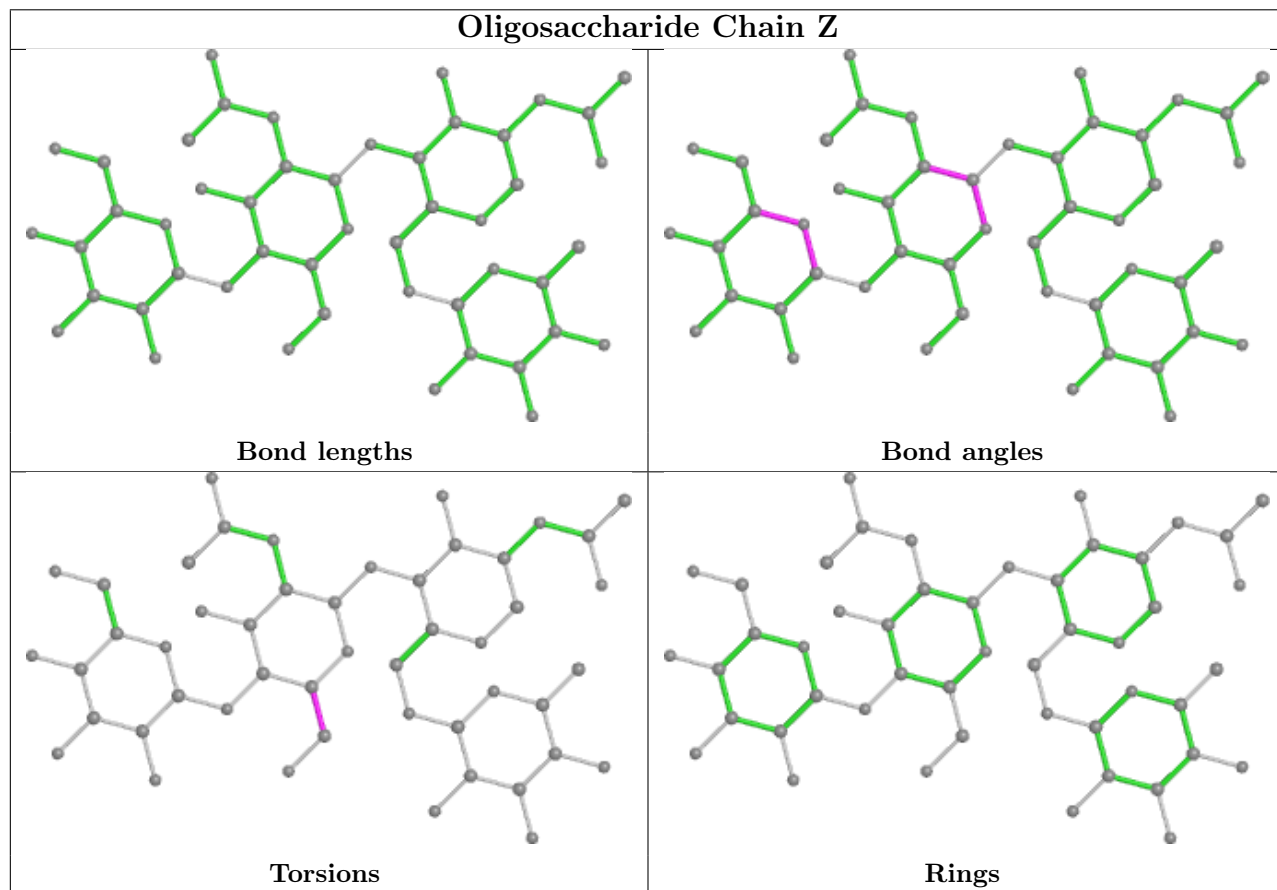 Oligosaccharide Chain Z
Bond lengths
Bond angles
Torsions
Rings